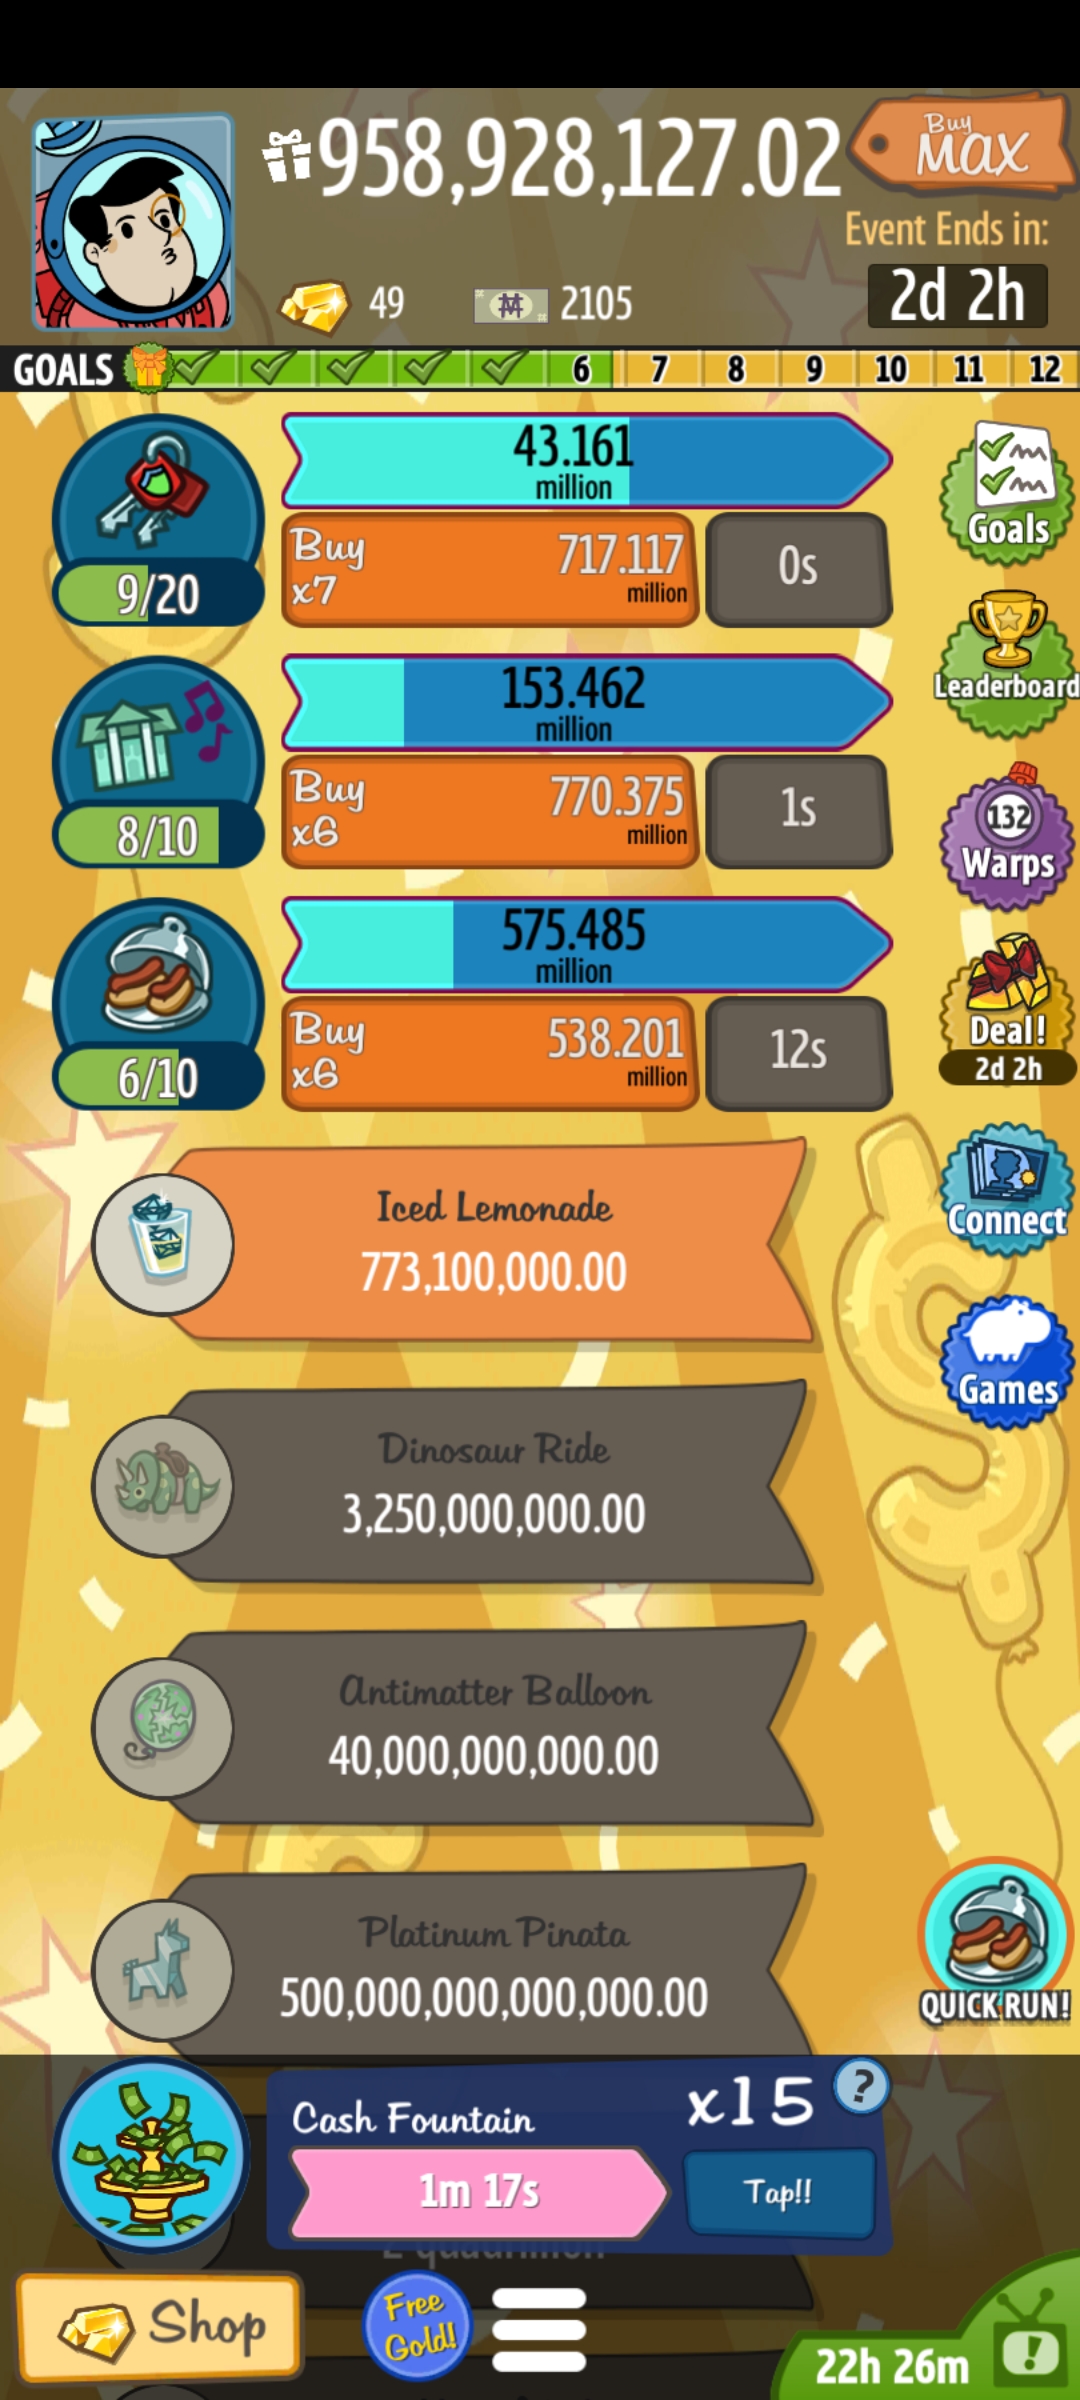 958,928,127.02
Buy
MAX
Event Ends in:
49
2105
2d 2h
GOALS
6
7
8
9
10
11
12
43.161
million
Buy
x7
717.117
million
0s
9/20
Goals
Leaderboard
153.462
million
Buy
x6
770.375
million
1s
8/10
132
Warps
575.485
million
Buy
x6
538.201
million
12s
6/10
Deal!
2d 2h
Iced Lemonade
773,100,000.00
Connect
Dinosaur Ride
3,250,000,000.00
Games
Antimatter Balloon
40,000,000,000.00
Platinum Pinata
500,000,000,000,000.00
QUICK RUN!
Cash Fountain
x15
?
1m 17s
Tap!!
2 quadrillion
Shop
Free
Gold!
22h 26m
!